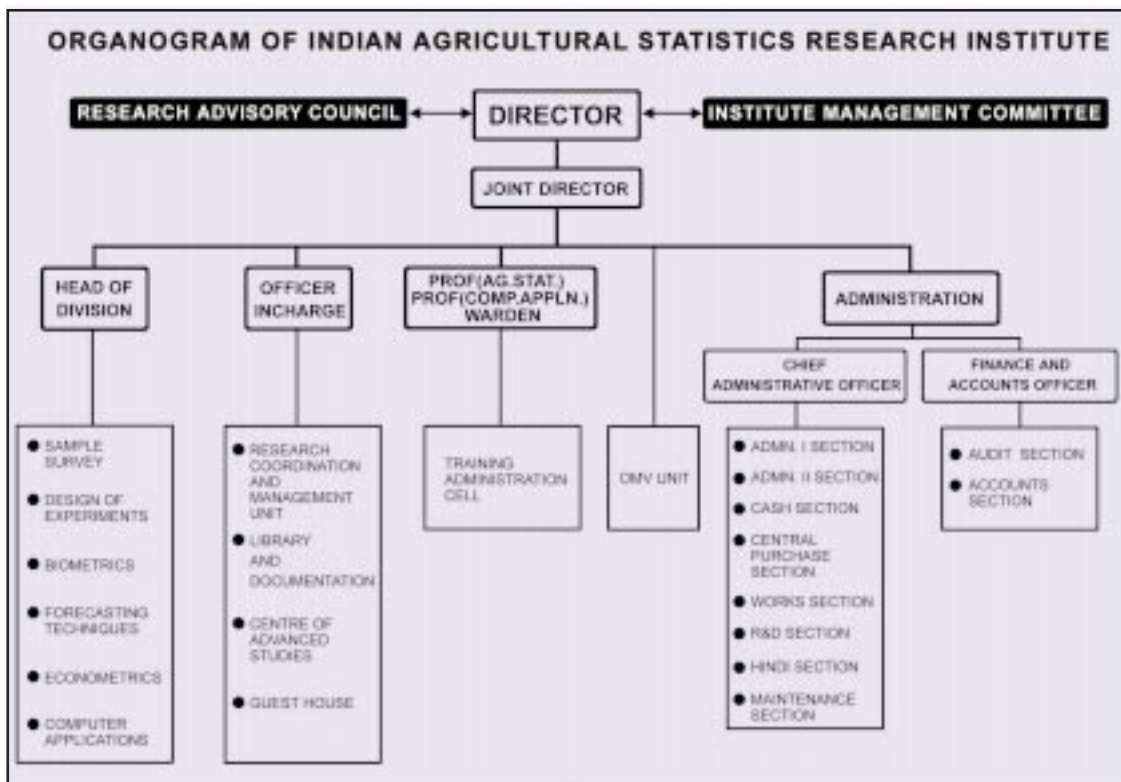 ORGANOGRAM OF INDIAN AGRICULTURAL STATISTICS RESEARCH INSTITUTE
RESEARCH ADVISORY COUNCIL
DIRECTOR
INSTITUTE MANAGEMENT COMMITTEE
JOINT DIRECTOR
HEAD OF
DIVISION
OFFICER
INCHARGE
PROF(AG.STAT.)
PROF(COMP.APPLN.)
WARDEN
ADMINISTRATION
CHIEF
ADMINISTRATIVE OFFICER
FINANCE AND
ACCOUNTS OFFICER
SAMPLE
SURVEY
DESIGN OF
EXPERIMENTS
BIOMETRICS
FORECASTING
TECHNIQUES
ECONOMETRICS
COMPUTER
APPLICATIONS
RESEARCH
COORDINATION
AND
MANAGEMENT
UNIT
LIBRARY
AND
DOCUMENTATION
CENTRE OF
ADVANCED
STUDIES
GUEST HOUSE
TRAINING
ADMINISTRATION
CELL
OMV UNIT
ADMN. I SECTION
ADMN. II SECTION
CASH SECTION
CENTRAL
PURCHASE
SECTION
WORKS SECTION
R&D SECTION
HINDI SECTION
MAINTENANCE
SECTION
AUDIT SECTION
ACCOUNTS
SECTION